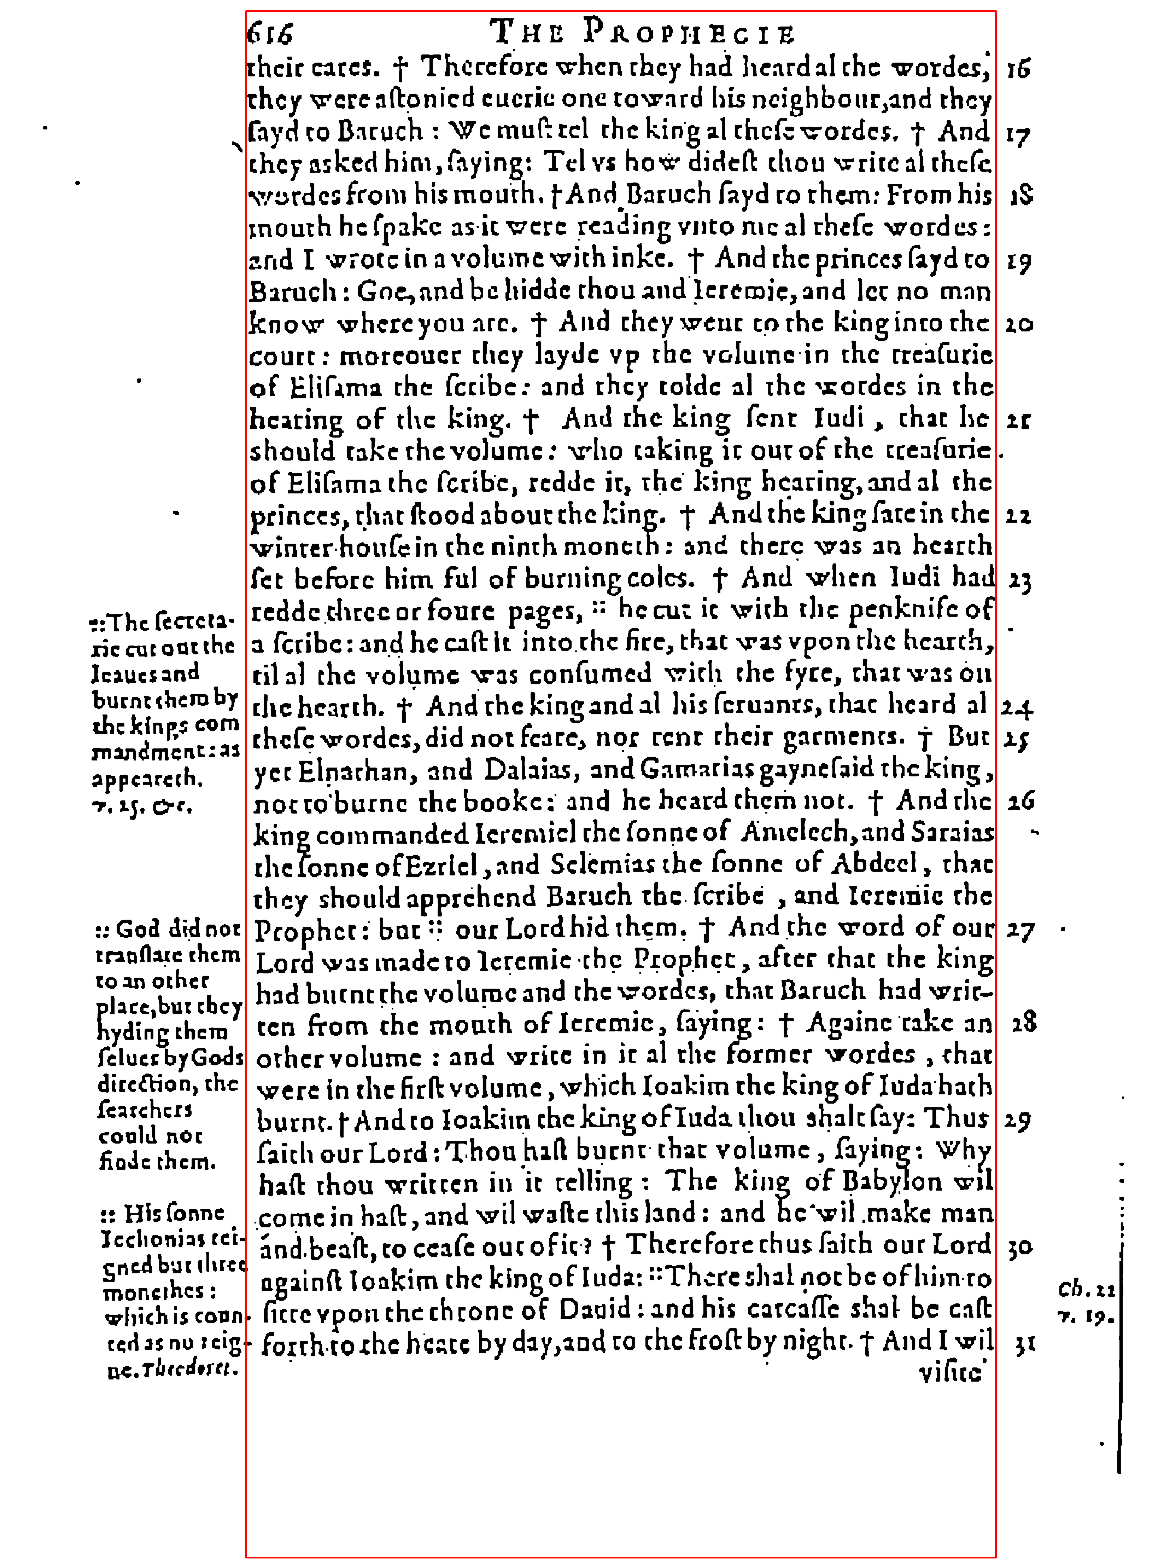 616 THE PROPHECIE
their eares. † Therefore when they had heard al the wordes, 16
they were aſtonied euerie one toward his neighbour, and they
ſayd to Baruch : We muſt tel the king al theſe wordes. † And 17
they asked him, ſaying: Tel vs how dideſt thou write al theſe
wordes from his mouth. † And Baruch ſayd to them: From his 18
mouth he ſpake as it were reading vnto me al theſe wordes:
and I wrote in a volume with inke. † And the princes ſayd to 19
Baruch: Goe, and be hidde thou and Ieremie, and let no man
know where you are. † And they went to the king into the 20
court: moreouer they layde vp the volume in the treaſurie
of Eliſama the ſcribe: and they tolde al the wordes in the
hearing of the king. † And the king ſent Iudi, that he 21
should take the volume: who taking it out of the treaſurie
of Eliſama the ſcribe, redde it, the king hearing, and al the
princes, that ſtood about the king. † And the king ſate in the 22
winter houſe in the ninth moneth: and there was an hearth
ſet before him ful of burning coles. † And when Iudi had 23
redde three or foure pages, :: he cut it with the penknife of
a ſcribe: and he caſt it into the fire, that was vpon the hearth,
til al the volume was conſumed with the fyre, that was on
the hearth. † And the king and al his ſeruants, that heard al 24
theſe wordes, did not feare, nor rent their garments. † But 25
yet Elnathan, and Dalaias, and Gamarias gayneſaid the king,
not to burne the booke: and he heard them not. † And the 26
king commanded Ieremiel the ſonne of Amelech, and Saraias
the ſonne of Ezriel, and Selemias the ſonne of Abdeel, that
they should apprehend Baruch the ſcribe, and Ieremie the
Prophet: but :: our Lord hid them. † And the word of our 27
Lord was made to Ieremie the Prophet, after that the king
had burnt the volume and the wordes, that Baruch had writ-
ten from the mouth of Ieremie, ſaying: † Againe take an 28
other volume : and write in it al the former wordes, that
were in the firſt volume, which Ioakim the king of Iuda hath
burnt. † And to Ioakim the king of Iuda thou shalt ſay: Thus 29
ſaith our Lord: Thou haſt burnt that volume, ſaying: Why
haſt thou written in it telling: The king of Babylon wil
come in haſt, and wil waſte this land: and he wil make man
and beaſt, to ceaſe out of it? † Therefore thus ſaith our Lord 30
againſt Ioakim the king of Iuda: :: There shal not be of him to
ſitte vpon the throne of Dauid: and his carcaſſe shal be caſt
forth to the heate by day, and to the froſt by night. † And I wil 31
viſite
:: The ſecreta-
rie cut out the
leaues and
burnt them by
the kings com
mandment: as
appeareth.
v. 25. &c.
:: God did not
tranſlate them
to an other
place, but they
hyding them
ſelues by Gods
direction, the
ſearchers
could not
finde them.
:: His ſonne
Iechonias rei-
gned but three
monethes:
which is coun-
ted as no reig-
ne. Theodoret.
Ch. 22
v. 19.